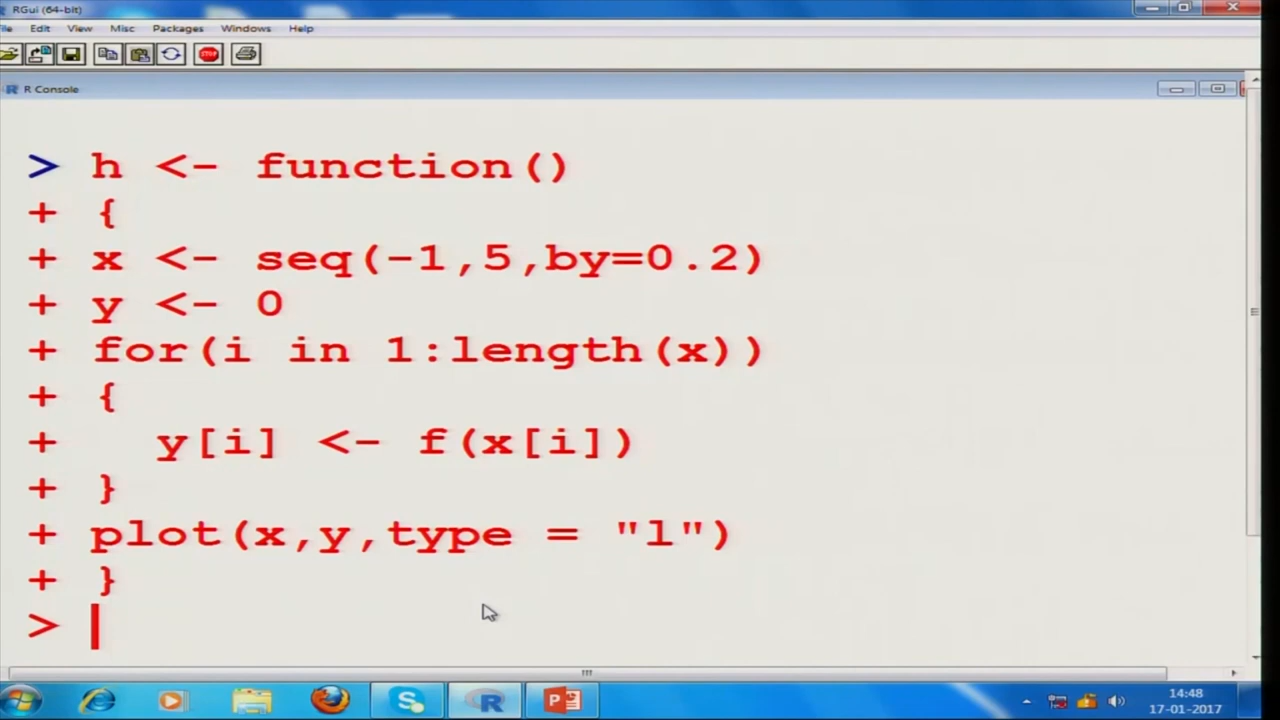 RGui (64-bit)
Edit View Misc Packages Windows Help
STOP
R Console
> h <- function()
+ {
+ x <- seq(-1,5,by=0.2)
+ y <- 0
+ for(i in 1:length(x))
+ {
+   y[i] <- f(x[i])
+ }
+ plot(x,y,type = "l")
+ }
>
14:48
17-01-2017